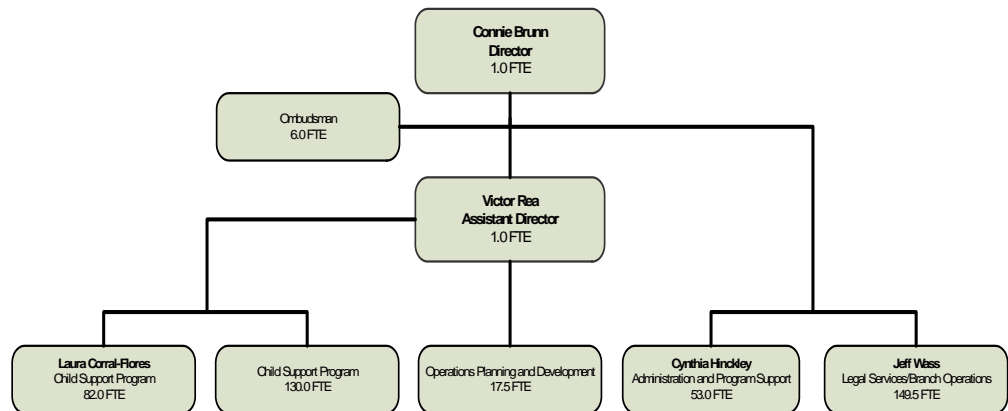 Connie Brunn
Director
1.0 FTE
Ombudsman
6.0 FTE
Victor Rea
Assistant Director
1.0 FTE
Laura Corral-Flores
Child Support Program
82.0 FTE
Child Support Program
130.0 FTE
Operations Planning and Development
17.5 FTE
Cynthia Hinckley
Administration and Program Support
53.0 FTE
Jeff Wass
Legal Services/Branch Operations
149.5 FTE